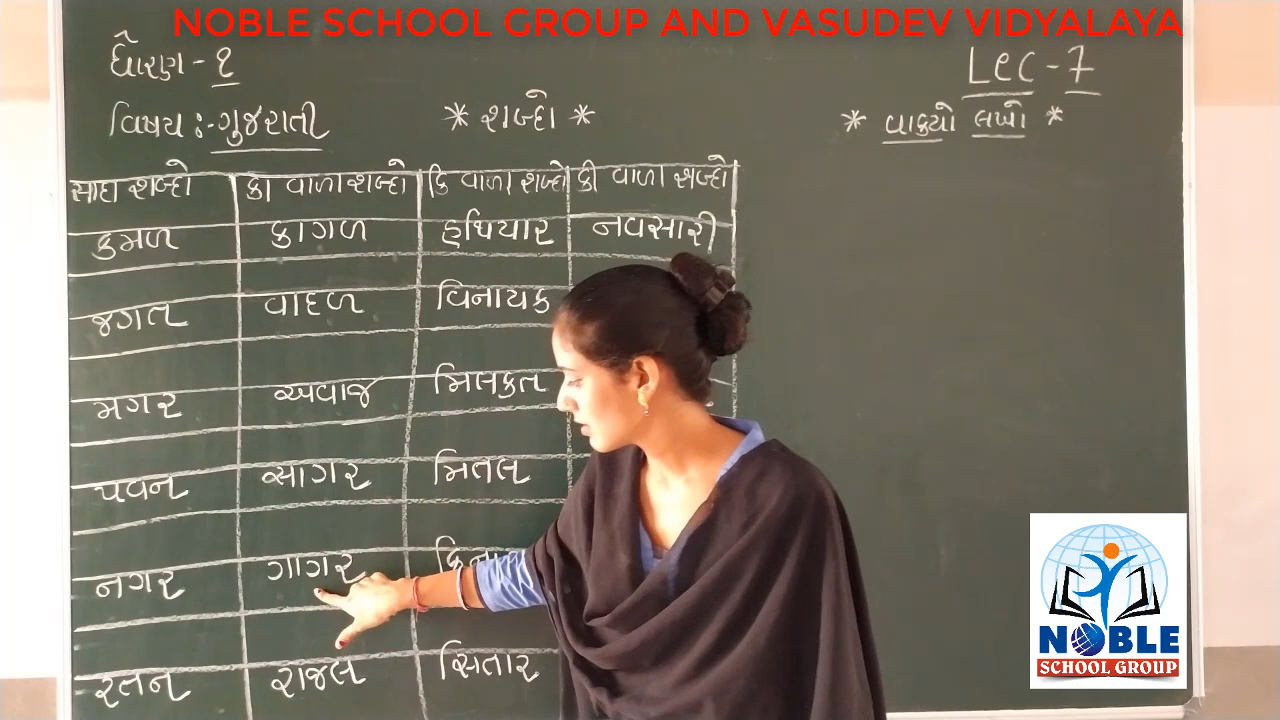 NOBLE SCHOOL GROUP AND VASUDEV VIDYALAYA
ધોરણ - ૧
Lec - 7
વિષય :- ગુજરાતી
* શબ્દો *
* વાક્યો લખો *
સાદા શબ્દો કા વાળા શબ્દો કિ વાળા શબ્દો કી વાળા શબ્દો
કમળ કાગળ હથિયાર નવસારી
જગત વાદળ વિનાયક
મગર અવાજ મિલકત
પવન સાગર મિતલ
નગર ગાગર
રતન રાજલ સિતાર
NOBLE
SCHOOL GROUP